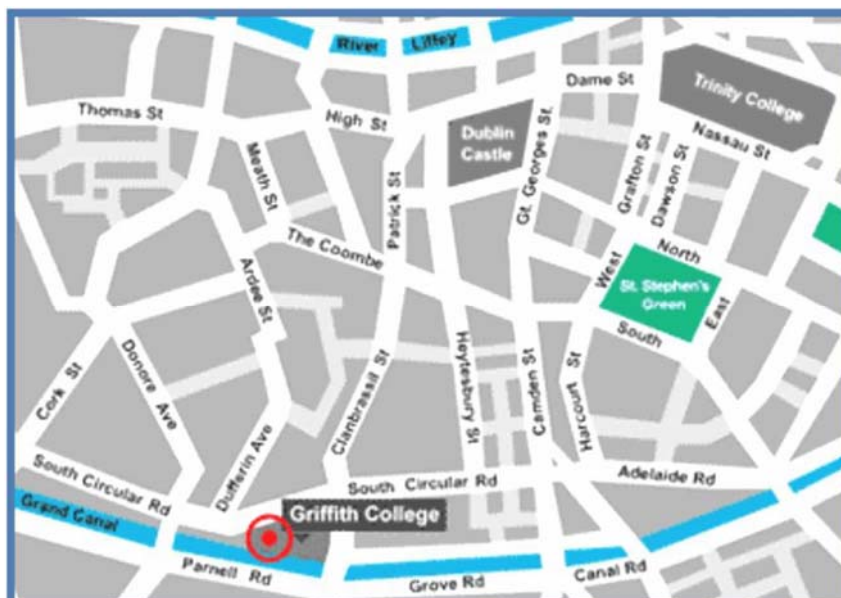 River Liffey
Dame St
Trinity College
Thomas St
High St
Dublin
Castle
Gt. Georges St.
Grafton St
Dawson St
Nassau St
Meath St
Patrick St
The Coombe
North
West
St. Stephen's
Green
East
South
Ardee St
Cork St
Donore Ave
Dufferin Ave
Clanbrassil St
Heytesbury St
Camden St
Harcourt St
South Circular Rd
South Circular Rd
Adelaide Rd
Grand Canal
Griffith College
Parnell Rd
Grove Rd
Canal Rd